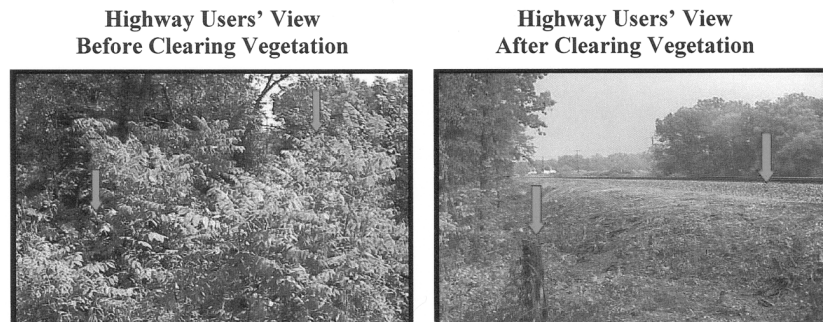 Highway Users' View
Before Clearing Vegetation
Highway Users' View
After Clearing Vegetation